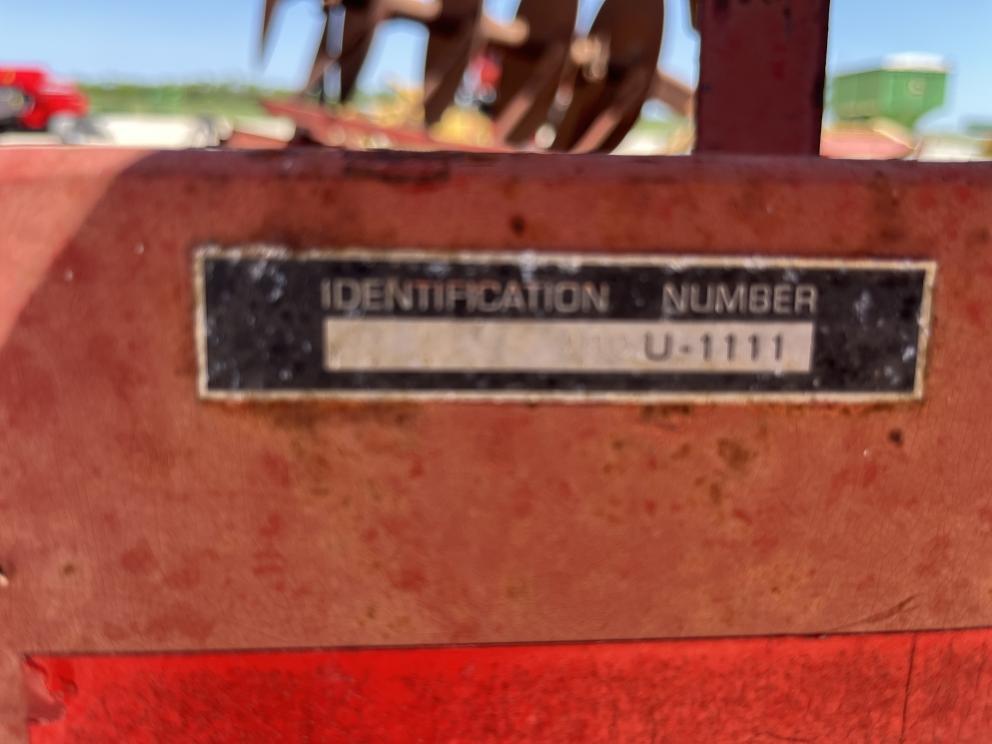 IDENTIFICATION NUMBER
U-1111